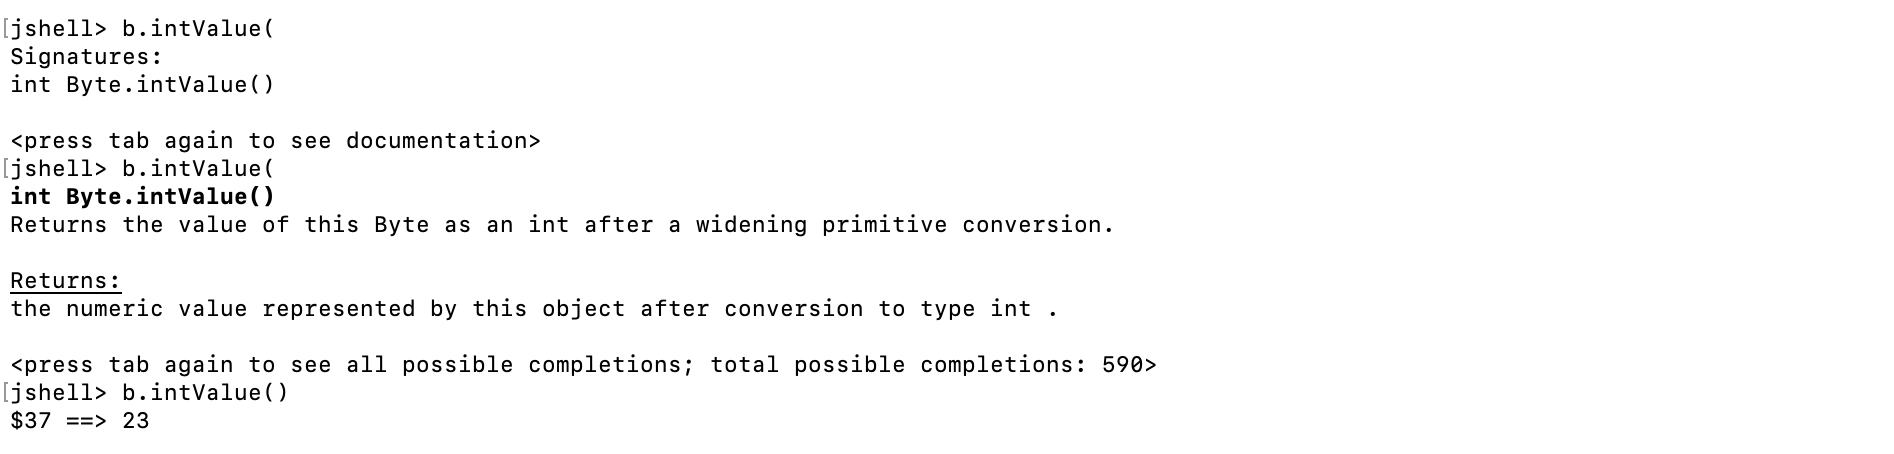 [jshell> b.intValue(
Signatures:
int Byte.intValue()
<press tab again to see documentation>
[jshell> b.intValue(
int Byte.intValue()
Returns the value of this Byte as an int after a widening primitive conversion.
Returns:
the numeric value represented by this object after conversion to type int .
<press tab again to see all possible completions; total possible completions: 590>
[jshell> b.intValue()
$37 ==> 23